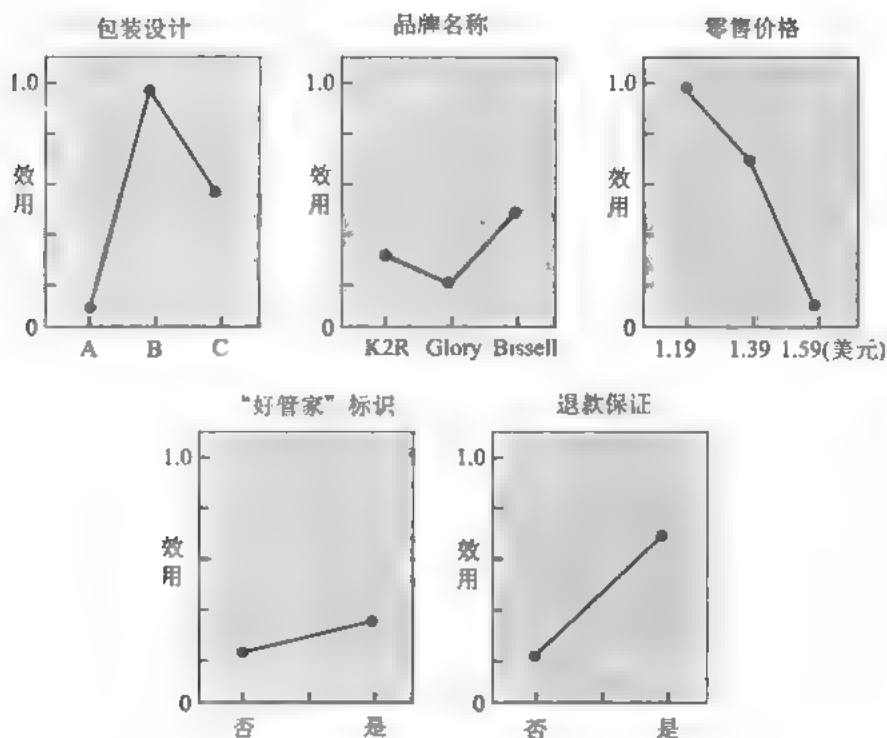 包装设计
1.0
效用
0
A B C
品牌名称
效用
0
K2R Glory Bissell
零售价格
1.0
效用
0
1.19 1.39 1.59(美元)
“好管家”标识
1.0
效用
0
否 是
退款保证
1.0
效用
0
否 是